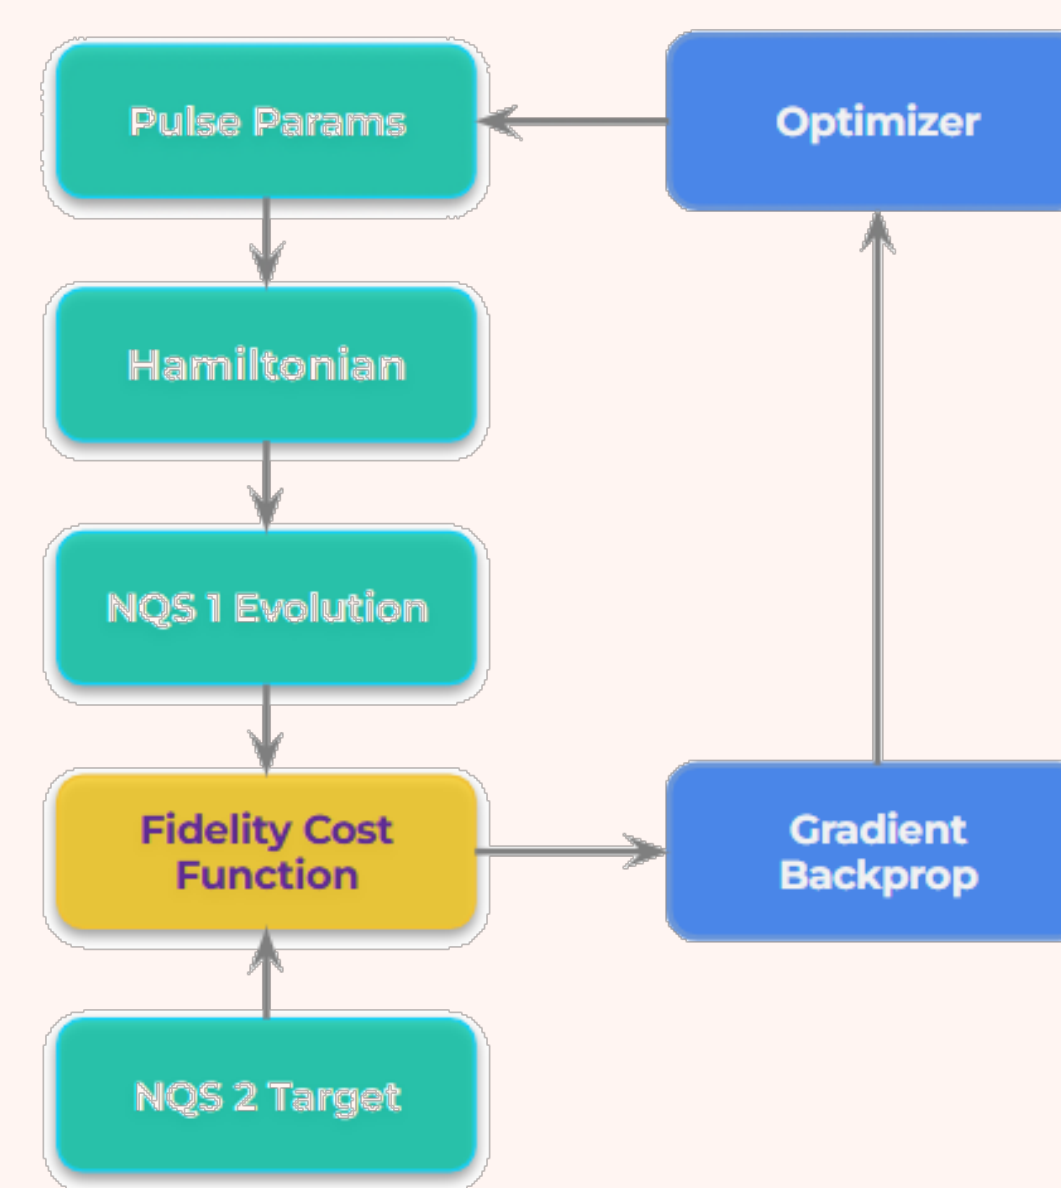 Pulse Params
Optimizer
Hamiltonian
NQS 1 Evolution
Fidelity Cost
Function
Gradient
Backprop
NQS 2 Target